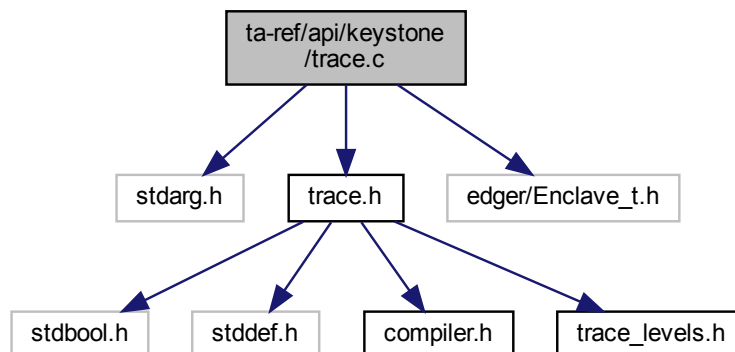 ta-ref/api/keystone
/trace.c
stdarg.h
trace.h
edger/Enclave_t.h
stdbool.h
stddef.h
compiler.h
trace_levels.h